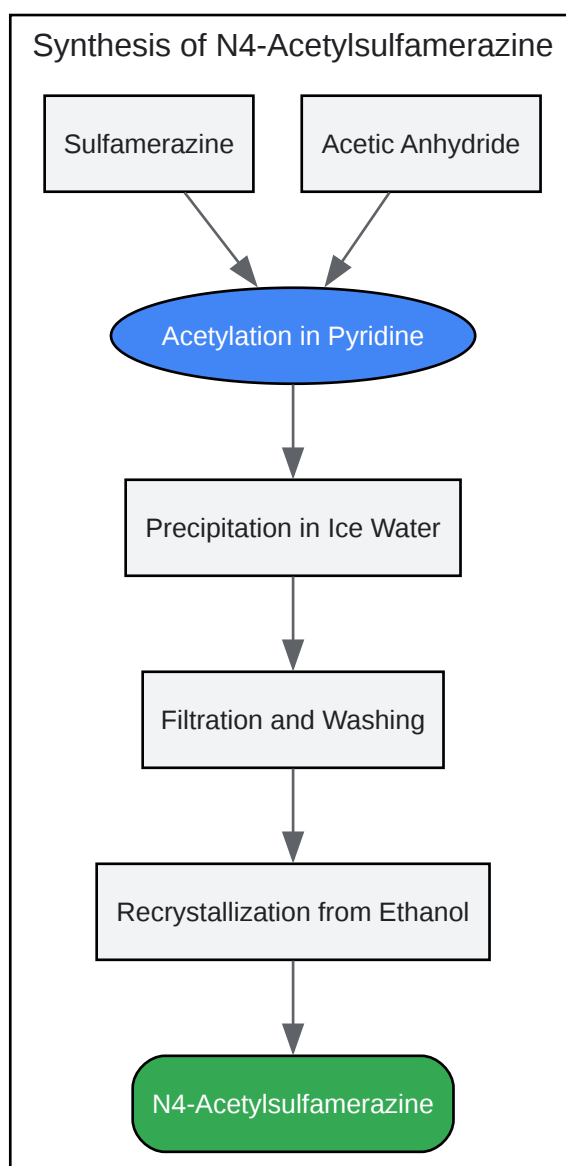 Synthesis of N4-Acetylsulfamerazine
Sulfamerazine
Acetic Anhydride
Acetylation in Pyridine
Precipitation in Ice Water
Filtration and Washing
Recrystallization from Ethanol
N4-Acetylsulfamerazine